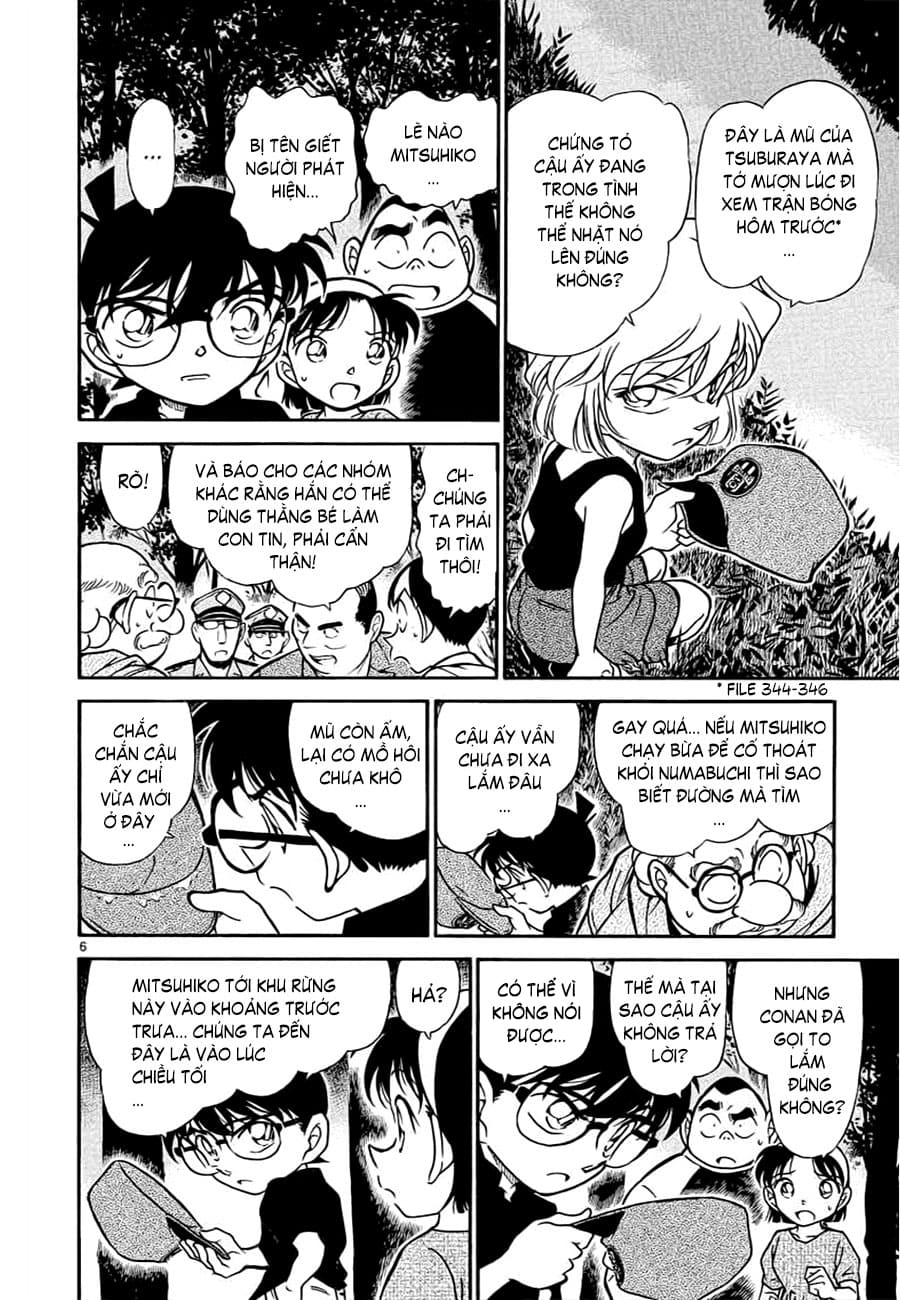 ĐÂY LÀ MŨ CỦA
TSUBURAYA MÀ
TỚ MƯỢN LÚC ĐI
XEM TRẬN BÓNG
HÔM TRƯỚC*
...
CHỨNG TỎ
CẬU ẤY ĐANG
TRONG TÌNH
THẾ KHÔNG
THỂ NHẶT NÓ
LÊN ĐÚNG
KHÔNG?
* FILE 344-346
LẼ NÀO
MITSUHIKO
...
BỊ TÊN GIẾT
NGƯỜI PHÁT
HIỆN...
...
CH-
CHÚNG
TA PHẢI
ĐI TÌM
THÔI!
VÀ BÁO CHO CÁC NHÓM
KHÁC RẰNG HẮN CÓ THỂ
DÙNG THẰNG BÉ LÀM
CON TIN, PHẢI CẨN
THẬN!
RÕ!
GAY QUÁ... NẾU MITSUHIKO
CHẠY BỪA ĐỂ CỐ THOÁT
KHỎI NUMABUCHI THÌ SAO
BIẾT ĐƯỜNG MÀ TÌM
...
CẬU ẤY VẪN
CHƯA ĐI XA
LẮM ĐÂU
...
MŨ CÒN ẤM,
LẠI CÓ MỒ HÔI
CHƯA KHÔ
...
CHẮC
CHẮN CẬU
ẤY CHỈ
VỪA MỚI
Ở ĐÂY
...
6
NHƯNG
CONAN ĐÃ
GỌI TO
LẮM
ĐÚNG
KHÔNG?
THẾ MÀ TẠI
SAO CẬU ẤY
KHÔNG TRẢ
LỜI?
CÓ THỂ VÌ
KHÔNG NÓI
ĐƯỢC...
HẢ?
MITSUHIKO TỚI KHU RỪNG
NÀY VÀO KHOẢNG TRƯỚC
TRƯA... CHÚNG TA ĐẾN
ĐÂY LÀ VÀO LÚC
CHIỀU TỐI
...